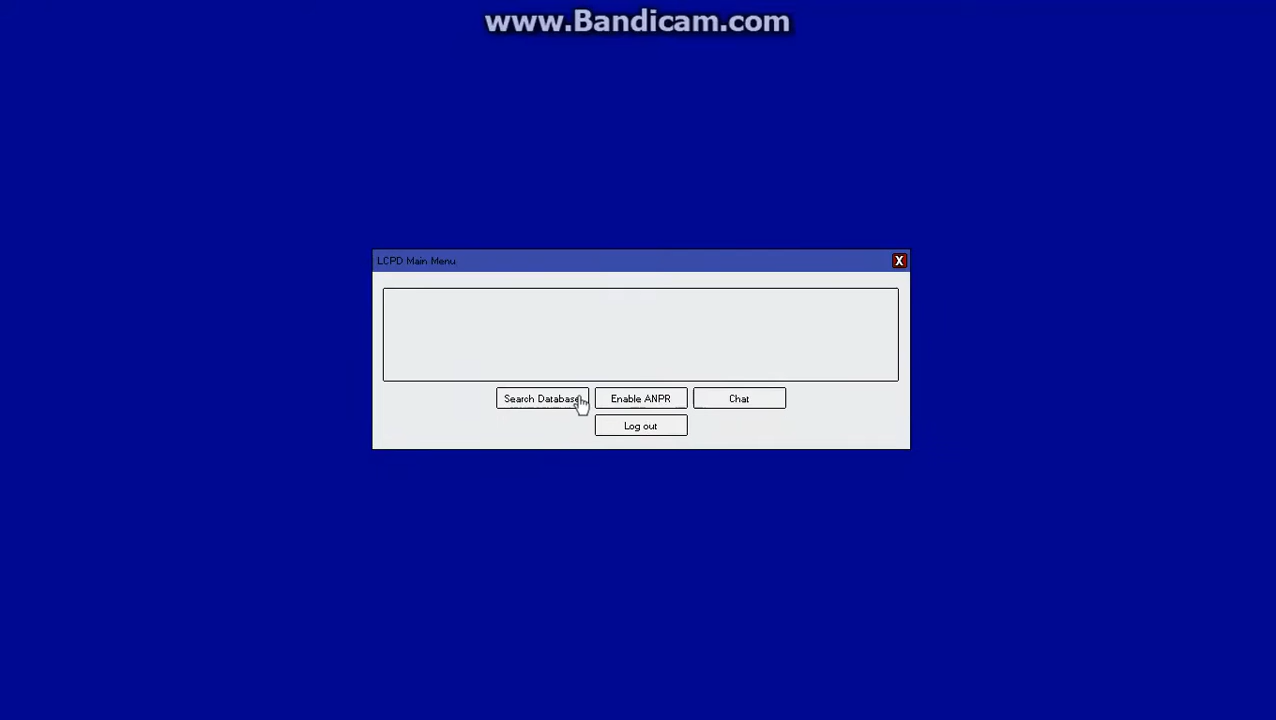 www.Bandicam.com
LCPD Main Menu
X
Search Database Enable ANPR Chat
Log out